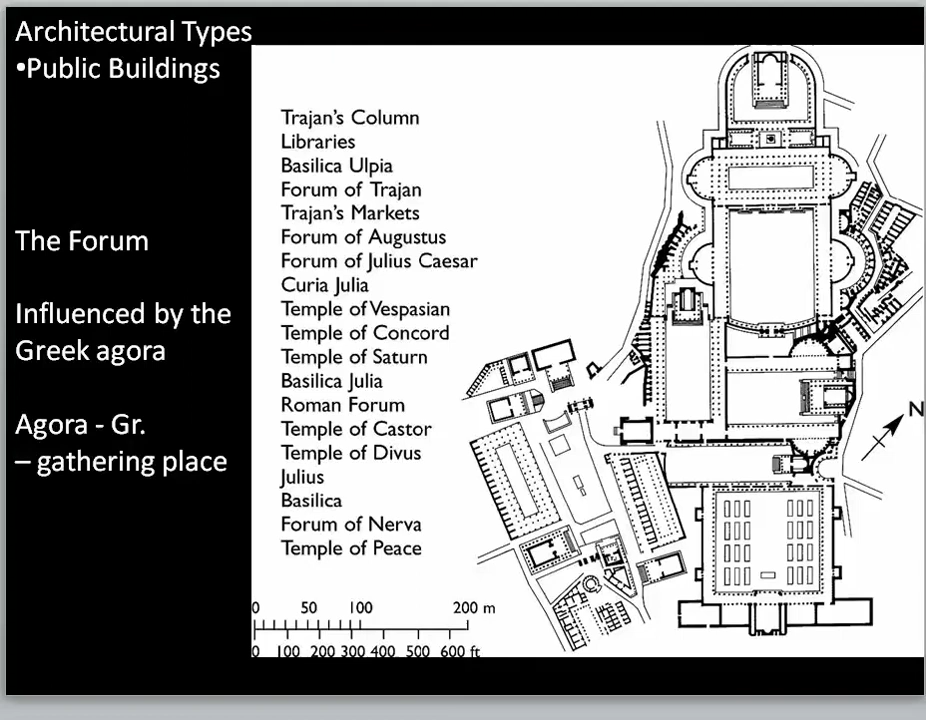 Architectural Types
•Public Buildings
The Forum
Influenced by the
Greek agora
Agora - Gr.
– gathering place
Trajan's Column
Libraries
Basilica Ulpia
Forum of Trajan
Trajan's Markets
Forum of Augustus
Forum of Julius Caesar
Curia Julia
Temple of Vespasian
Temple of Concord
Temple of Saturn
Basilica Julia
Roman Forum
Temple of Castor
Temple of Divus
Julius
Basilica
Forum of Nerva
Temple of Peace
N
0 50 100 200 m
0 100 200 300 400 500 600 ft